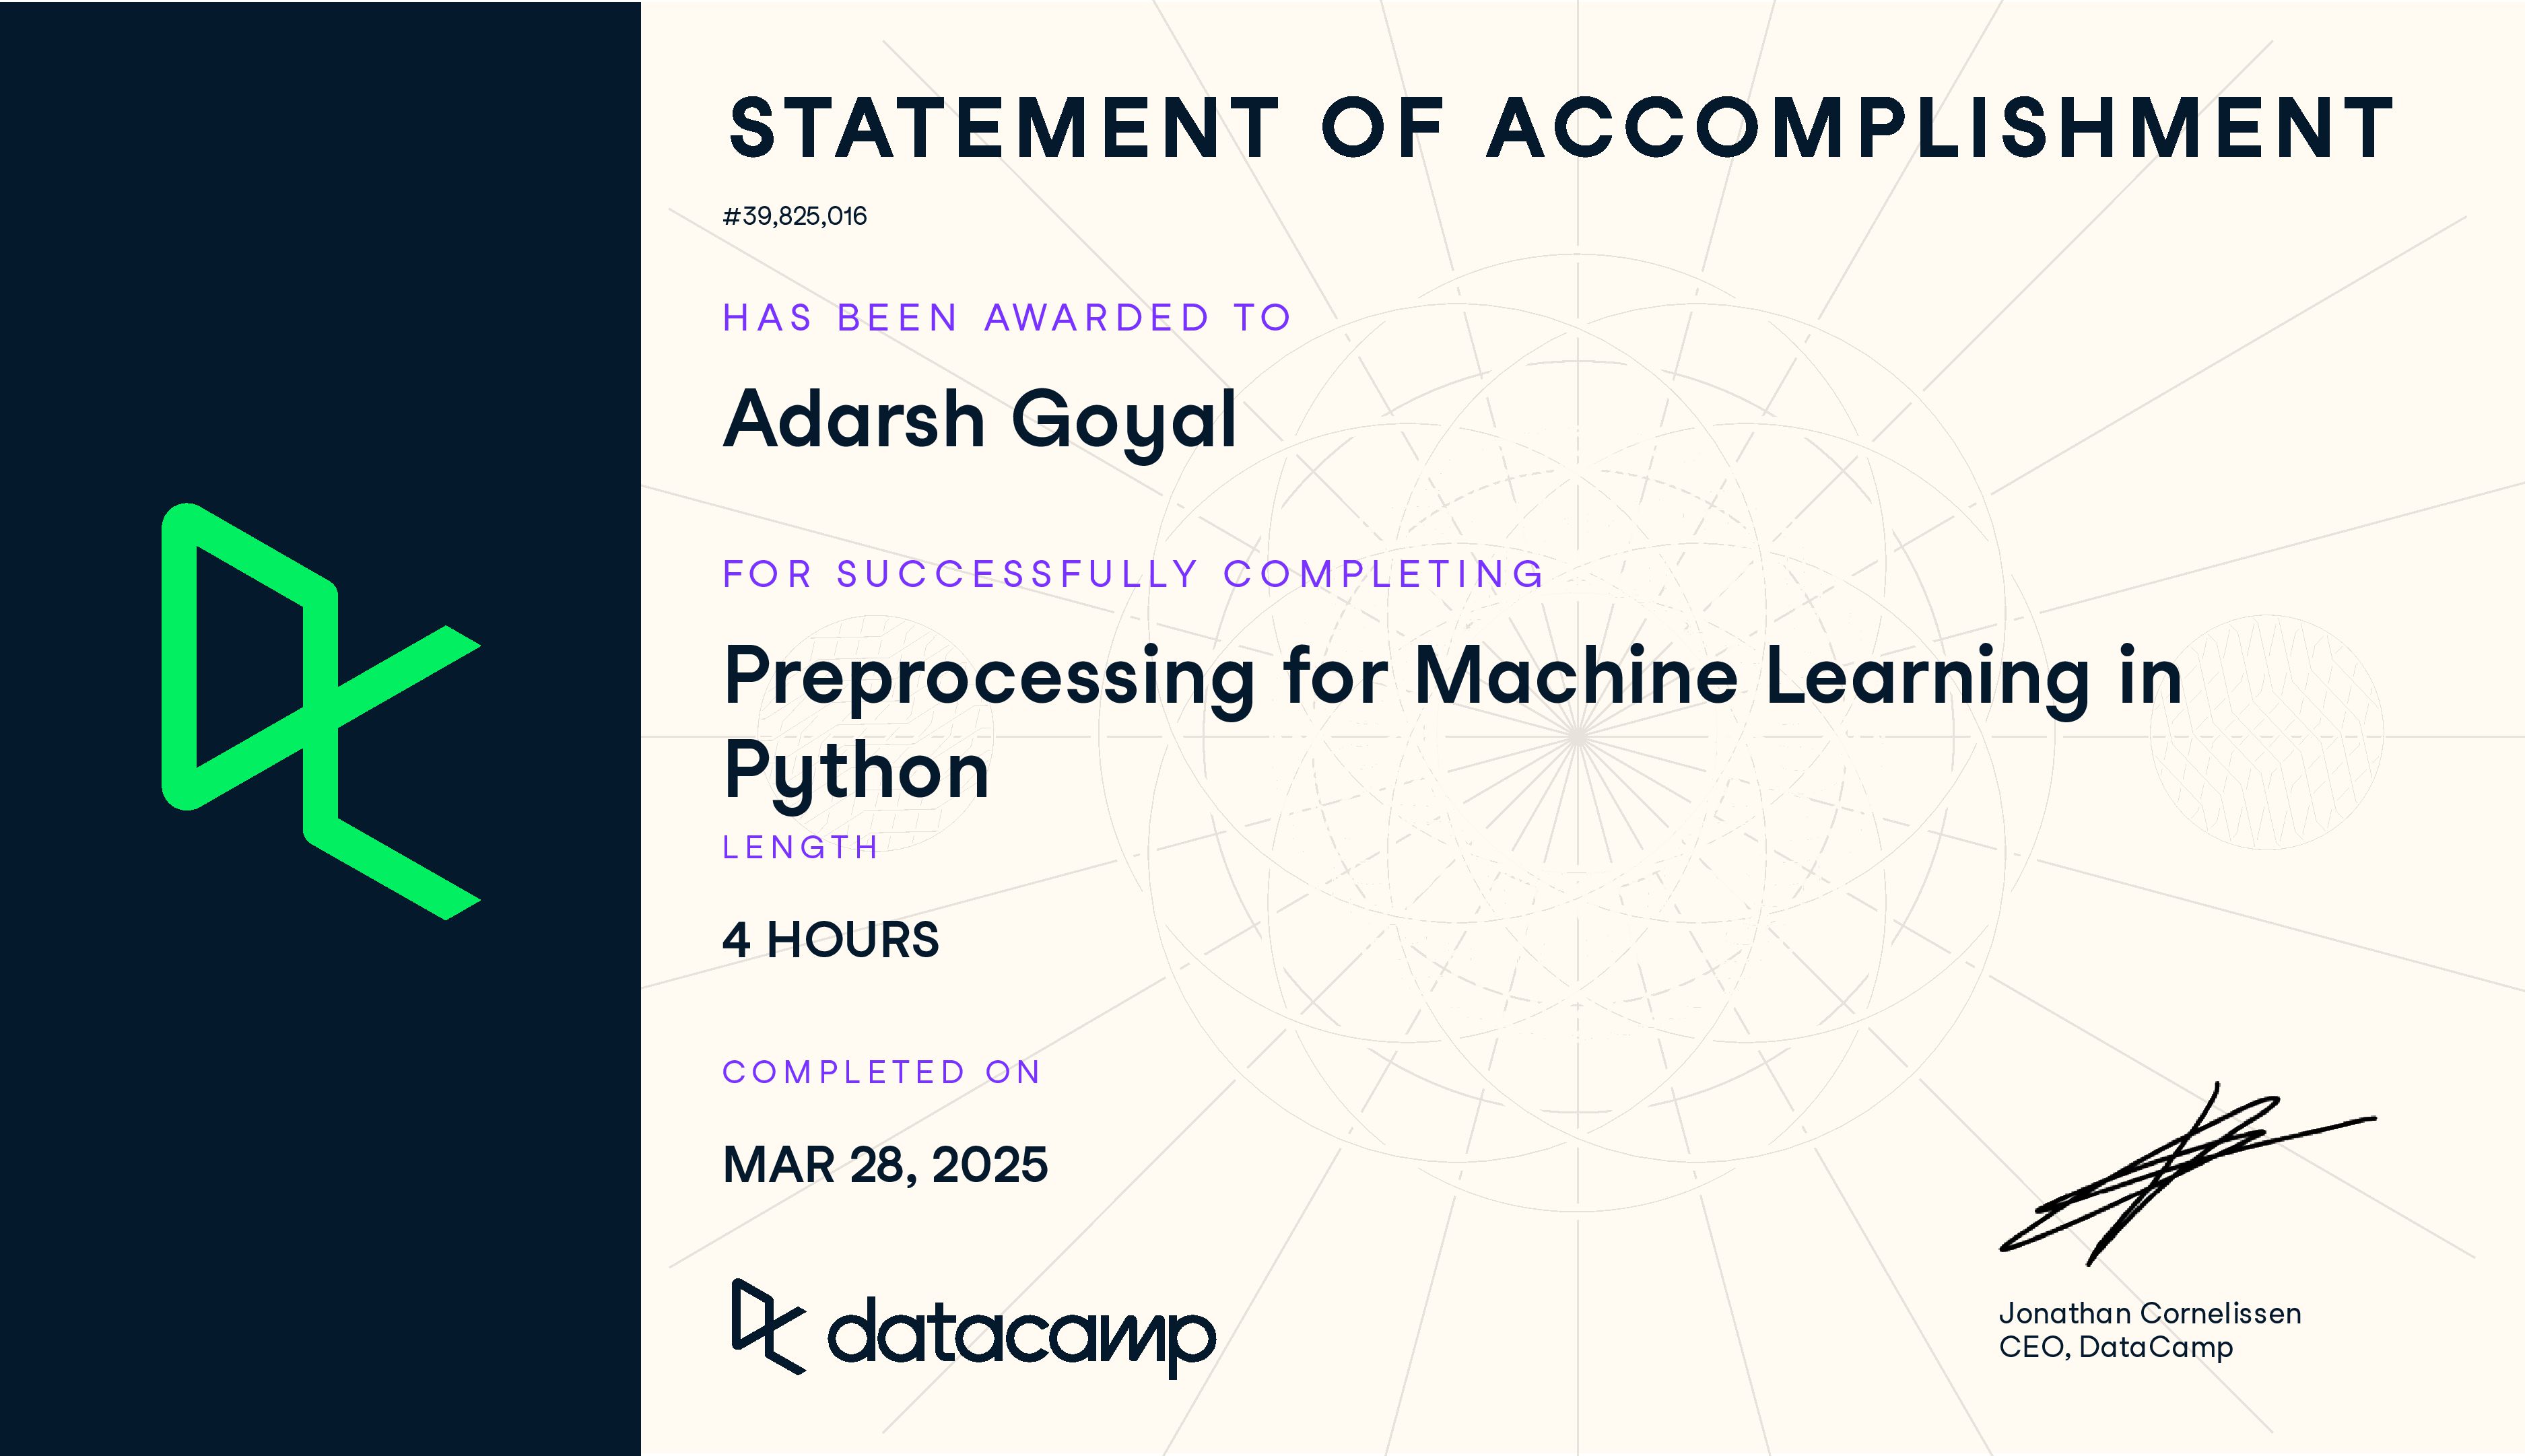 STATEMENT OF ACCOMPLISHMENT
#39,825,016
HAS BEEN AWARDED TO
Adarsh Goyal
FOR SUCCESSFULLY COMPLETING
Preprocessing for Machine Learning in
Python
LENGTH
4 HOURS
COMPLETED ON
MAR 28, 2025
datacamp
Jonathan Cornelissen
CEO, DataCamp